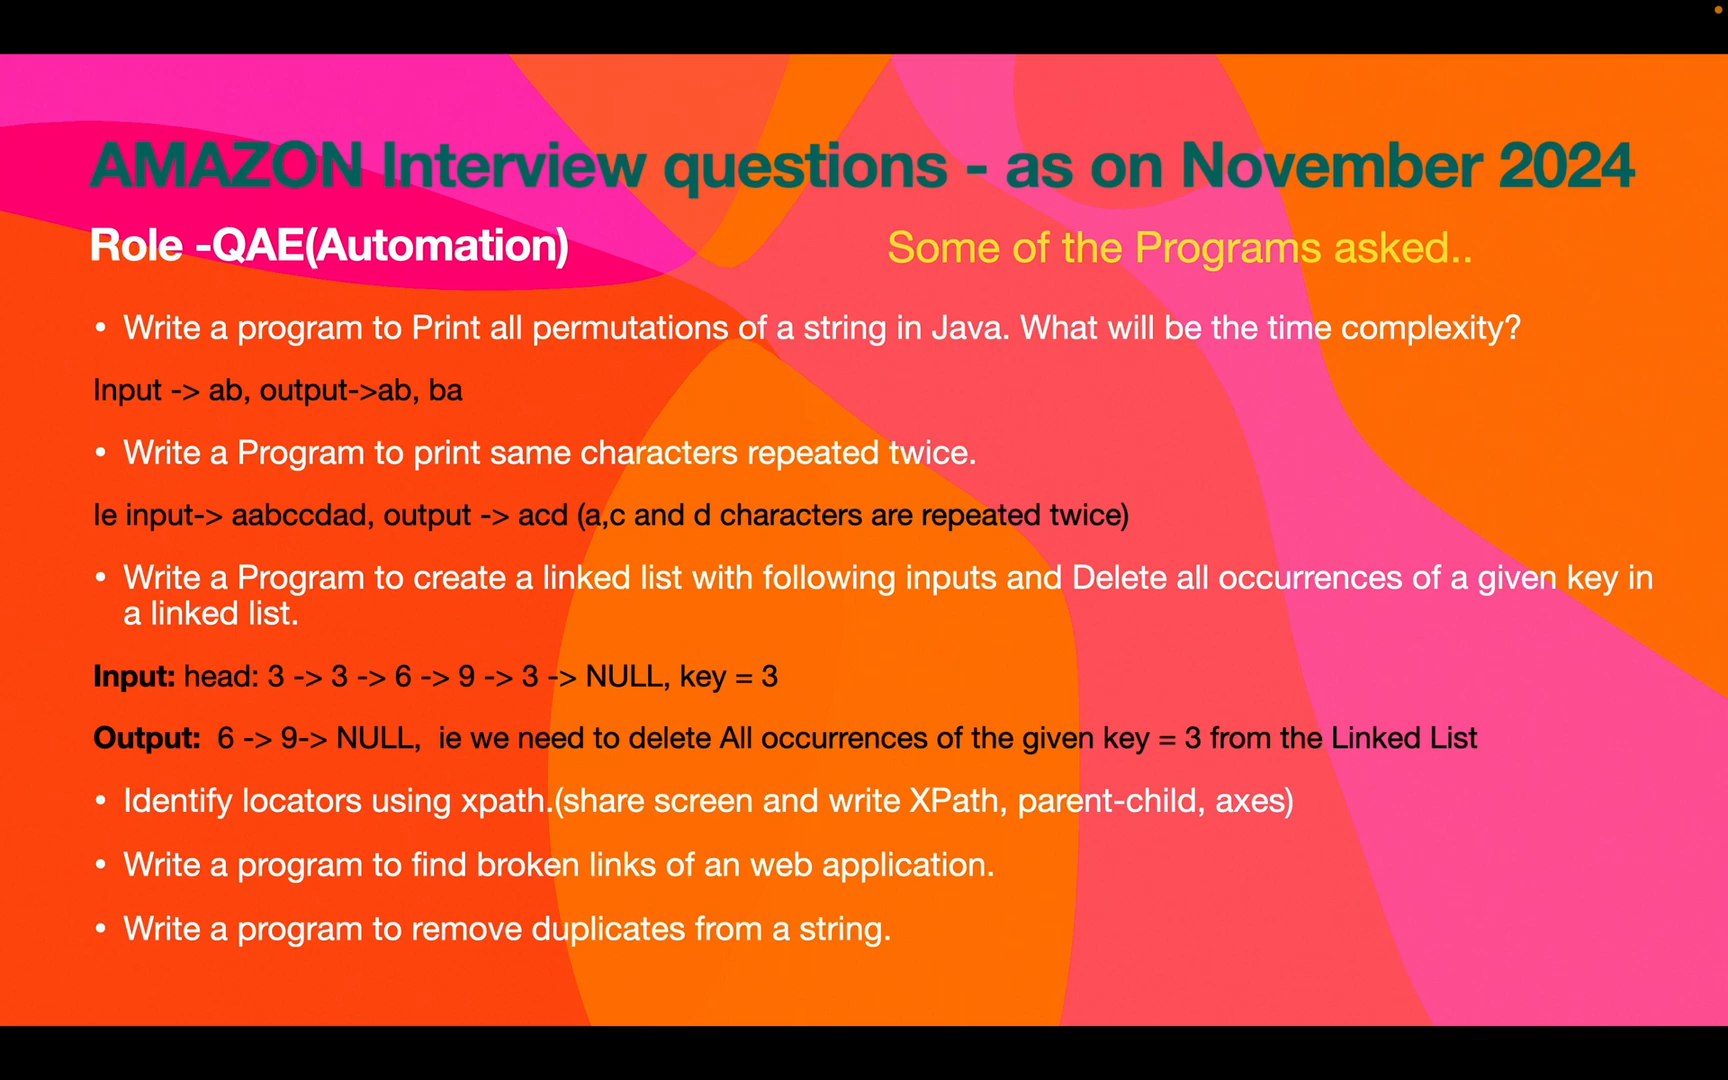 AMAZON Interview questions - as on November 2024
Role -QAE(Automation)
Some of the Programs asked..
• Write a program to Print all permutations of a string in Java. What will be the time complexity?
Input -> ab, output->ab, ba
• Write a Program to print same characters repeated twice.
Ie input-> aabccdad, output -> acd (a,c and d characters are repeated twice)
• Write a Program to create a linked list with following inputs and Delete all occurrences of a given key in
a linked list.
Input: head: 3 -> 3 -> 6 -> 9 -> 3 -> NULL, key = 3
Output: 6 -> 9-> NULL, ie we need to delete All occurrences of the given key = 3 from the Linked List
• Identify locators using xpath.(share screen and write XPath, parent-child, axes)
• Write a program to find broken links of an web application.
• Write a program to remove duplicates from a string.